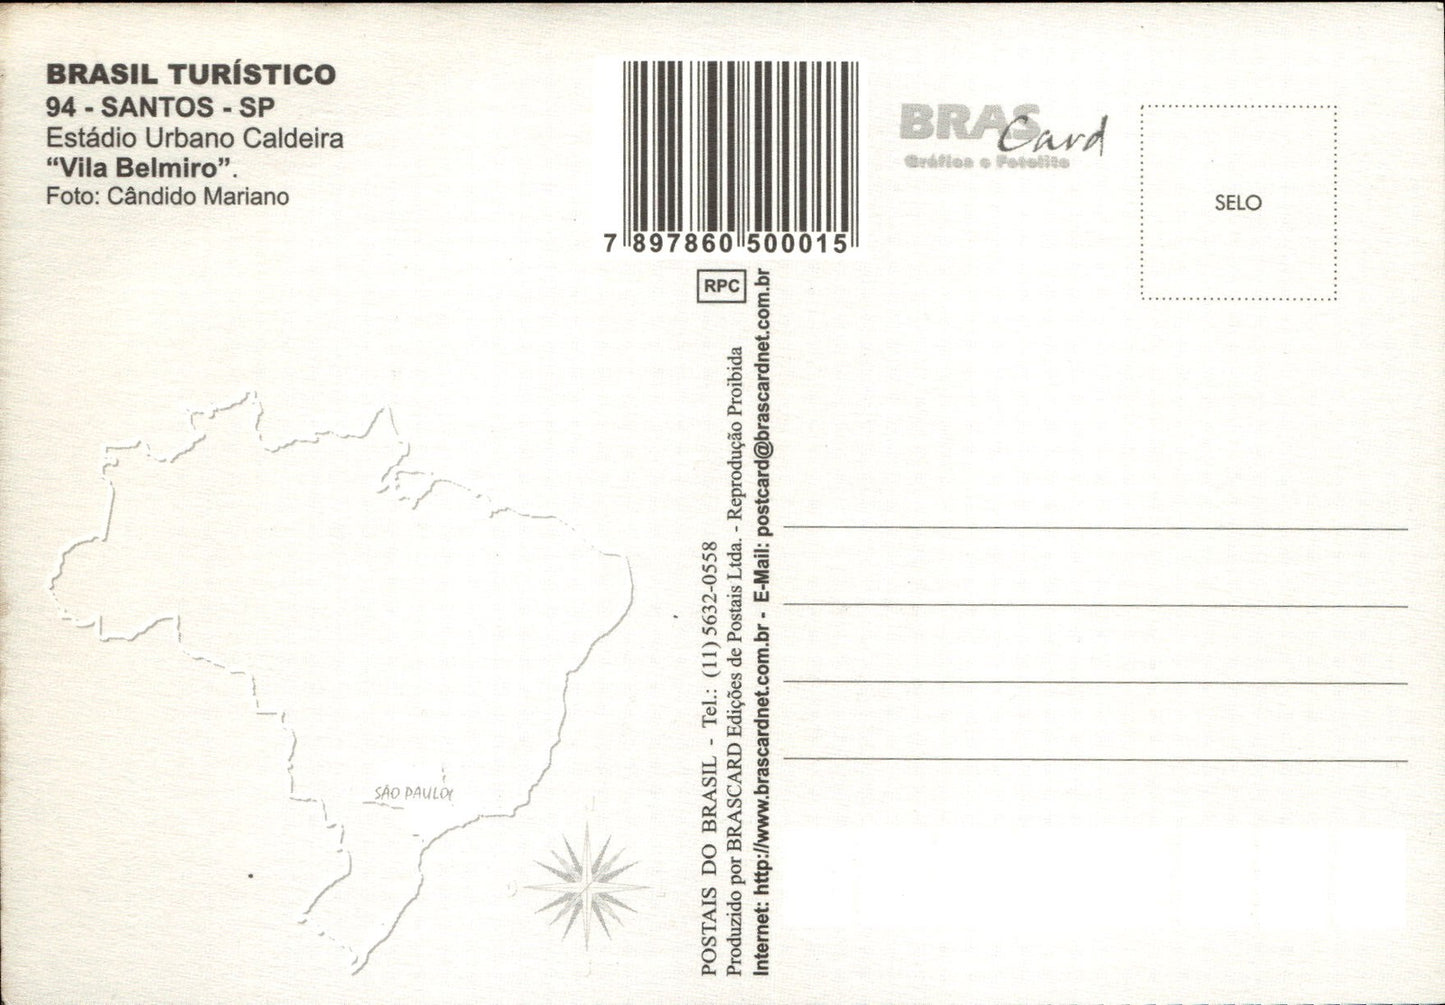 BRASIL TURÍSTICO
94 - SANTOS - SP
Estádio Urbano Caldeira
“Vila Belmiro”.
Foto: Cândido Mariano
7 897860 500015
BRAS Card
Gráfica e Fotolito
SELO
RPC
POSTAIS DO BRASIL - Tel.: (11) 5632-0558
Produzido por BRASCARD Edições de Postais Ltda. - Reprodução Proibida
Internet: http://www.brascardnet.com.br - E-Mail: postcard@brascardnet.com.br
SÃO PAULO